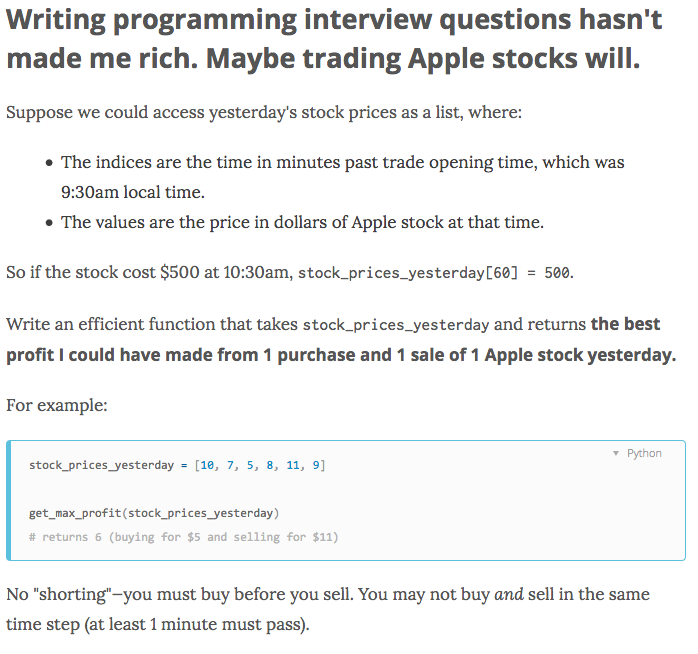 Writing programming interview questions hasn't
made me rich. Maybe trading Apple stocks will.
Suppose we could access yesterday's stock prices as a list, where:
• The indices are the time in minutes past trade opening time, which was
9:30am local time.
• The values are the price in dollars of Apple stock at that time.
So if the stock cost $500 at 10:30am, stock_prices_yesterday[60] = 500.
Write an efficient function that takes stock_prices_yesterday and returns the best
profit I could have made from 1 purchase and 1 sale of 1 Apple stock yesterday.
For example:
▼ Python
stock_prices_yesterday = [10, 7, 5, 8, 11, 9]
get_max_profit(stock_prices_yesterday)
# returns 6 (buying for $5 and selling for $11)
No "shorting"—you must buy before you sell. You may not buy and sell in the same
time step (at least 1 minute must pass).